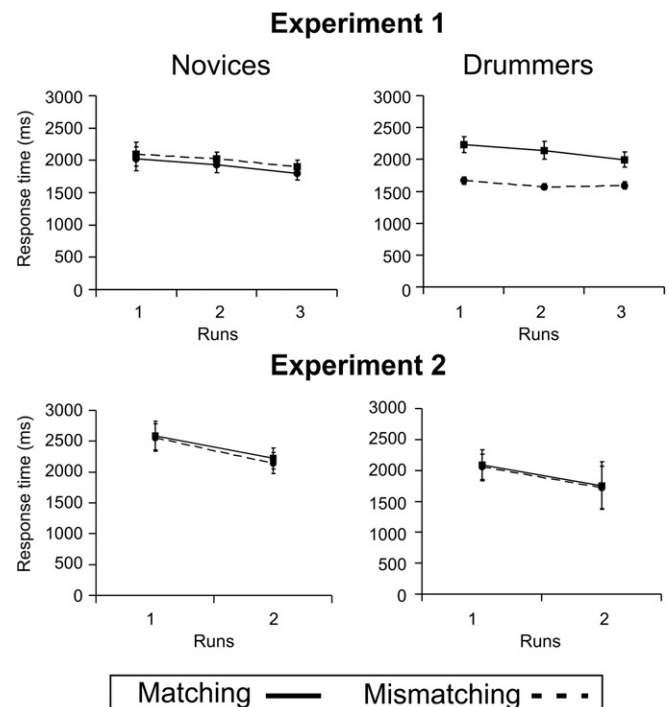 Experiment 1
Novices Drummers
Response time (ms)
3000
2500
2000
1500
1000
500
0
1 2 3
Runs
3000
2500
2000
1500
1000
500
0
1 2 3
Runs
Experiment 2
Response time (ms)
3000
2500
2000
1500
1000
500
0
1 2
Runs
3000
2500
2000
1500
1000
500
0
1 2
Runs
Matching Mismatching